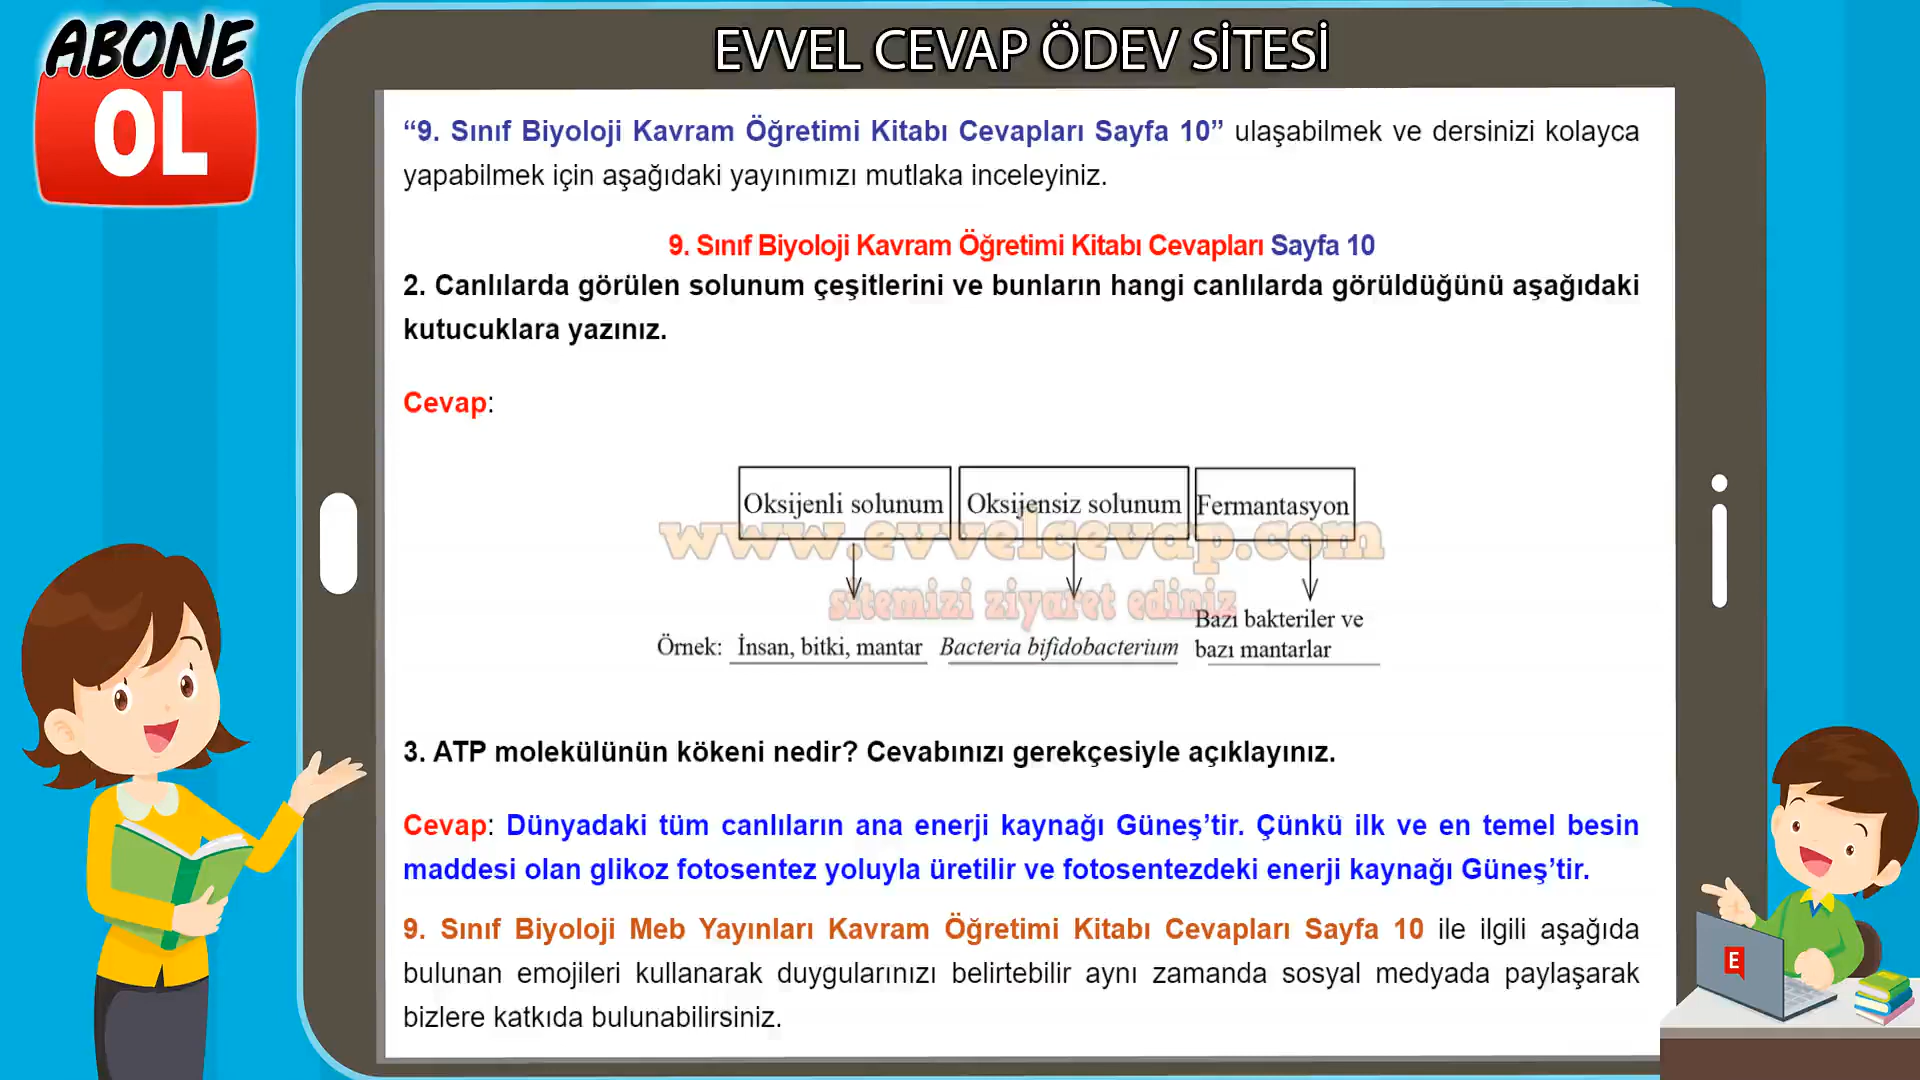 ABONE
OL
EVVEL CEVAP ÖDEV SİTESİ
“9. Sınıf Biyoloji Kavram Öğretimi Kitabı Cevapları Sayfa 10” ulaşabilmek ve dersinizi kolayca
yapabilmek için aşağıdaki yayınımızı mutlaka inceleyiniz.
9. Sınıf Biyoloji Kavram Öğretimi Kitabı Cevapları Sayfa 10
2. Canlılarda görülen solunum çeşitlerini ve bunların hangi canlılarda görüldüğünü aşağıdaki
kutucuklara yazınız.
Cevap:
Oksijenli solunum Oksijensiz solunum Fermantasyon
www.evvelcevap.com
sitemizi ziyaret ediniz
Örnek: İnsan, bitki, mantar Bacteria bifidobacterium Bazı bakteriler ve
bazı mantarlar
3. ATP molekülünün kökeni nedir? Cevabınızı gerekçesiyle açıklayınız.
Cevap: Dünyadaki tüm canlıların ana enerji kaynağı Güneş’tir. Çünkü ilk ve en temel besin
maddesi olan glikoz fotosentez yoluyla üretilir ve fotosentezdeki enerji kaynağı Güneş’tir.
9. Sınıf Biyoloji Meb Yayınları Kavram Öğretimi Kitabı Cevapları Sayfa 10 ile ilgili aşağıda
bulunan emojileri kullanarak duygularınızı belirtebilir aynı zamanda sosyal medyada paylaşarak
bizlere katkıda bulunabilirsiniz.
E